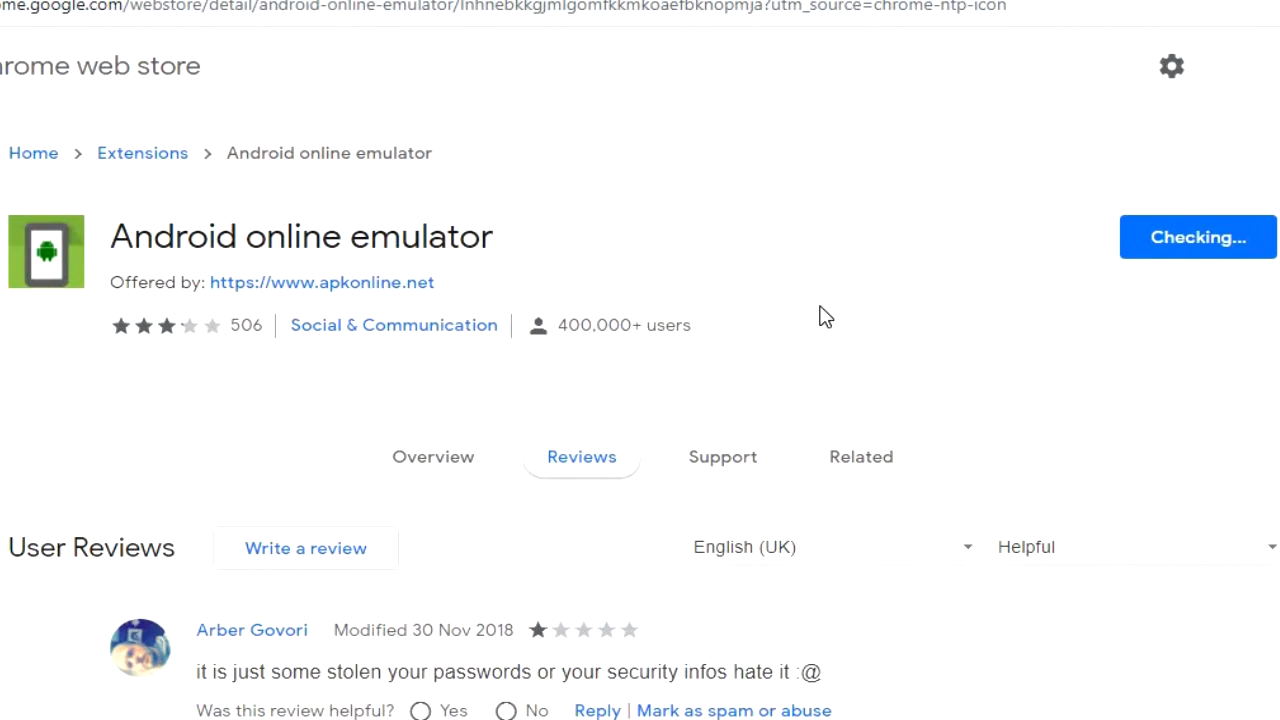 ome.google.com/webstore/detail/android-online-emulator/lnhnebkkgjmlgomfkkmkoaefbknopmja?utm_source=chrome-ntp-icon
hrome web store
Home > Extensions > Android online emulator
Android online emulator
Checking...
Offered by: https://www.apkonline.net
506 | Social & Communication | 400,000+ users
Overview Reviews Support Related
User Reviews Write a review English (UK) Helpful
Arber Govori Modified 30 Nov 2018
it is just some stolen your passwords or your security infos hate it :@
Was this review helpful? Yes No Reply | Mark as spam or abuse